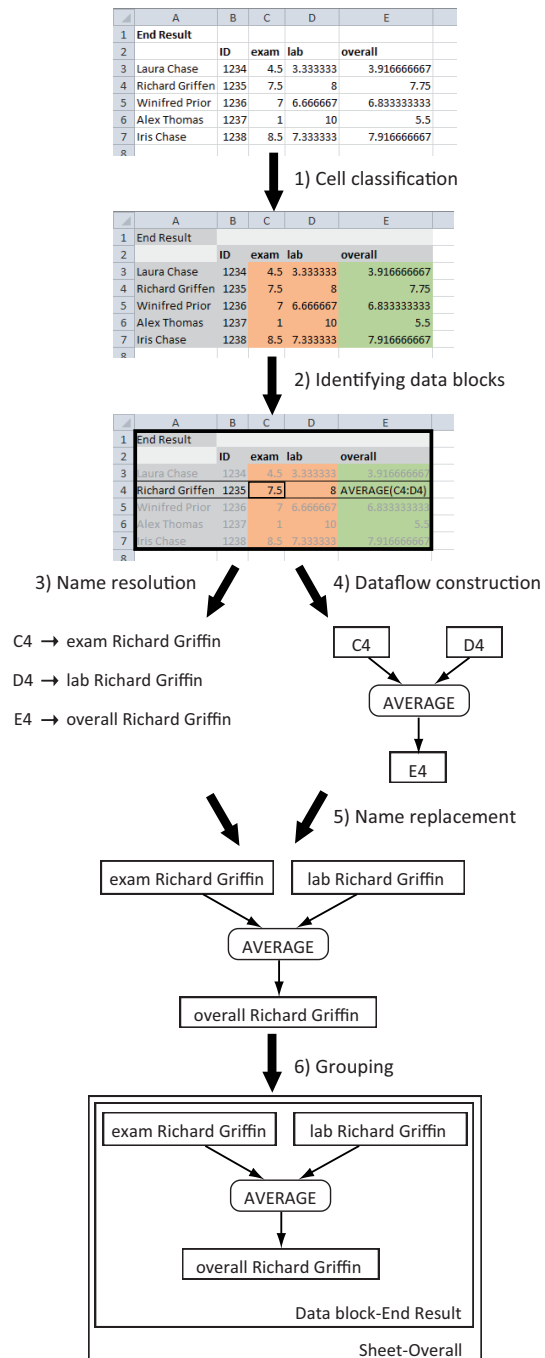 A B C D E
1 End Result
2 ID exam lab overall
3 Laura Chase 1234 4.5 3.333333 3.916666667
4 Richard Griffen 1235 7.5 8 7.75
5 Winifred Prior 1236 7 6.666667 6.833333333
6 Alex Thomas 1237 1 10 5.5
7 Iris Chase 1238 8.5 7.333333 7.916666667
8
1) Cell classification
A B C D E
1 End Result
2 ID exam lab overall
3 Laura Chase 1234 4.5 3.333333 3.916666667
4 Richard Griffen 1235 7.5 8 7.75
5 Winifred Prior 1236 7 6.666667 6.833333333
6 Alex Thomas 1237 1 10 5.5
7 Iris Chase 1238 8.5 7.333333 7.916666667
8
2) Identifying data blocks
A B C D E
1 End Result
2 ID exam lab overall
3 Laura Chase 1234 4.5 3.333333 3.916666667
4 Richard Griffen 1235 7.5 8 AVERAGE(C4:D4)
5 Winifred Prior 1236 7 6.666667 6.833333333
6 Alex Thomas 1237 1 10 5.5
7 Iris Chase 1238 8.5 7.333333 7.916666667
8
3) Name resolution
4) Dataflow construction
C4 → exam Richard Griffin
D4 → lab Richard Griffin
E4 → overall Richard Griffin
C4 D4
AVERAGE
E4
5) Name replacement
exam Richard Griffin lab Richard Griffin
AVERAGE
overall Richard Griffin
6) Grouping
exam Richard Griffin lab Richard Griffin
AVERAGE
overall Richard Griffin
Data block-End Result
Sheet-Overall